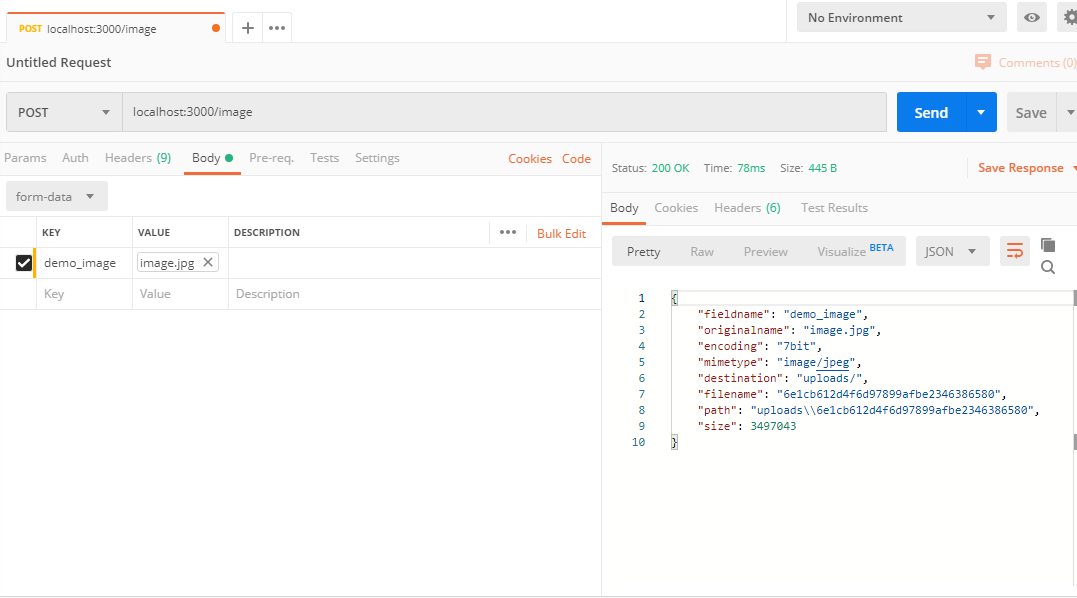 POST localhost:3000/image
No Environment
Untitled Request
Comments (0)
POST
localhost:3000/image
Send
Save
Params Auth Headers (9) Body Pre-req. Tests Settings Cookies Code
form-data
KEY VALUE DESCRIPTION Bulk Edit
demo_image image.jpg
Key Value Description
Status: 200 OK Time: 78ms Size: 445 B Save Response
Body Cookies Headers (6) Test Results
Pretty Raw Preview Visualize BETA JSON
1 {
2 "fieldname": "demo_image",
3 "originalname": "image.jpg",
4 "encoding": "7bit",
5 "mimetype": "image/jpeg",
6 "destination": "uploads/",
7 "filename": "6e1cb612d4f6d97899afbe2346386580",
8 "path": "uploads\\6e1cb612d4f6d97899afbe2346386580",
9 "size": 3497043
10 }